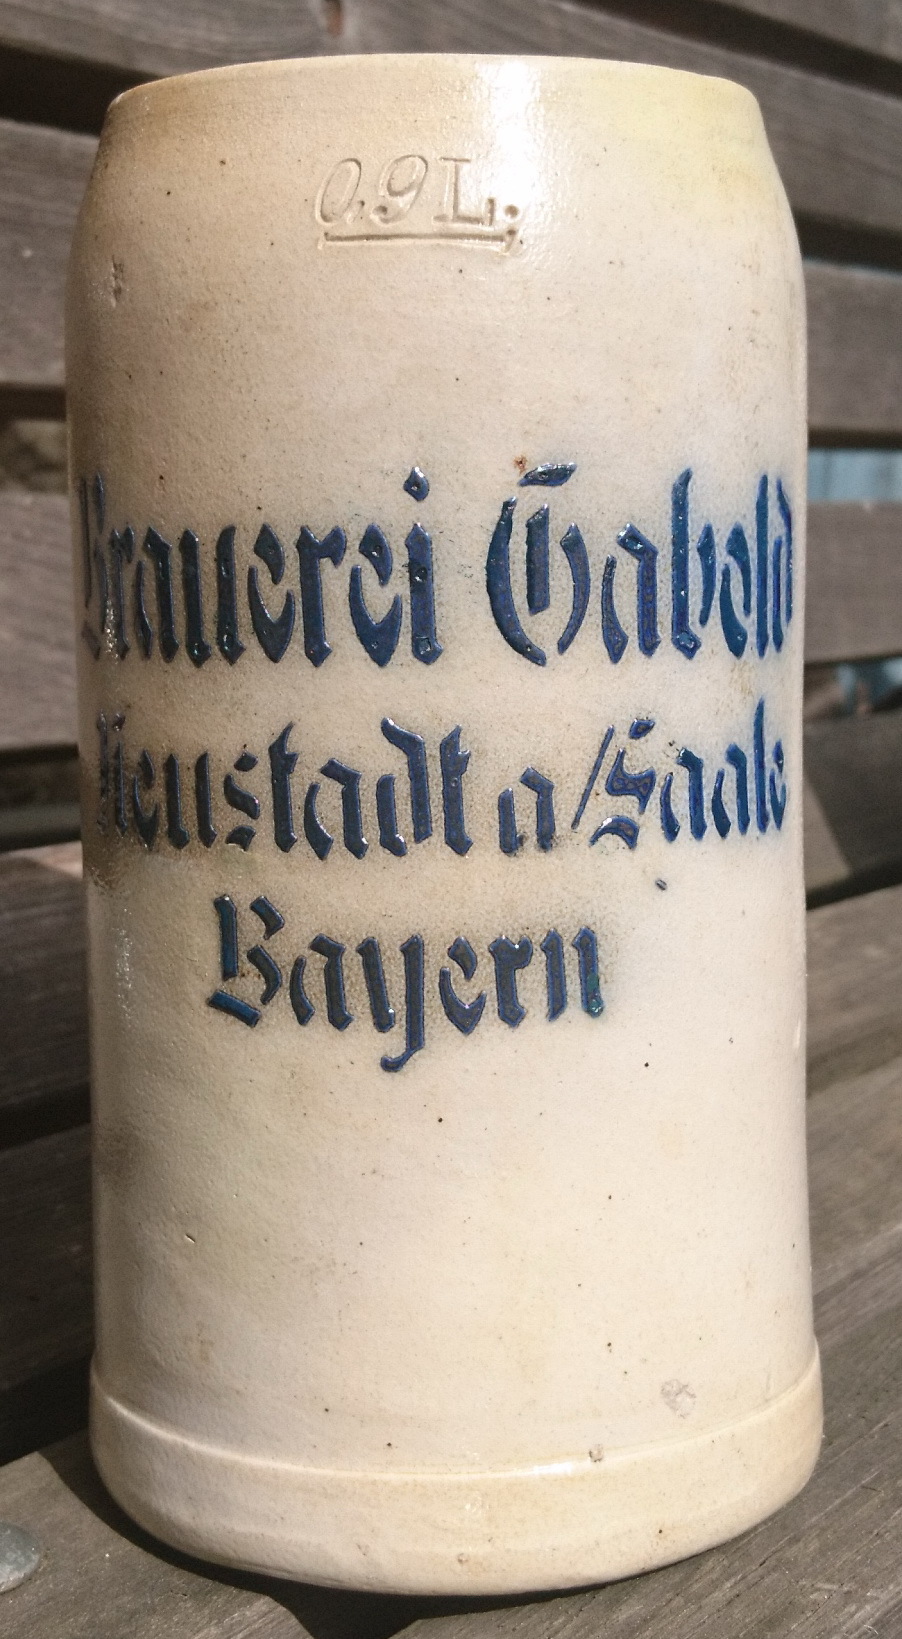 0.9 L.
Brauerei Gabold
Neustadt a/Saale
Bayern